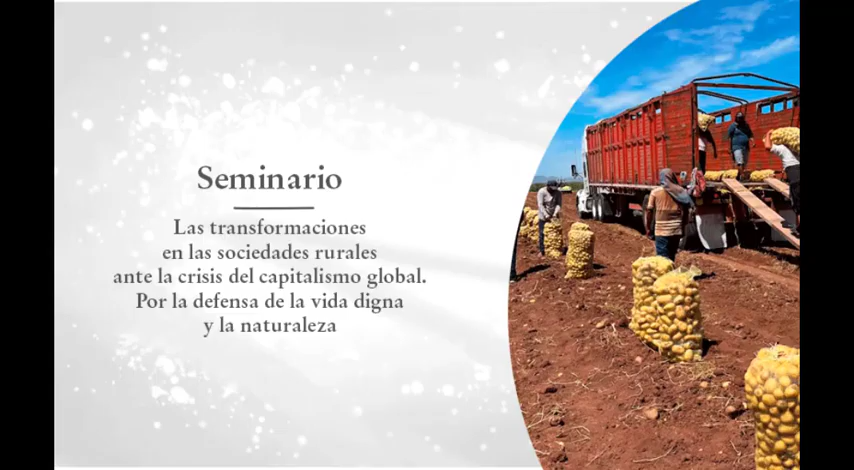 Seminario
Las transformaciones
en las sociedades rurales
ante la crisis del capitalismo global.
Por la defensa de la vida digna
y la naturaleza